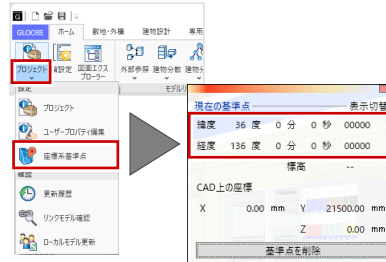 GLOOBE ホーム 敷地・外構 建物設計 専用
プロジェクト 図面エクスプローラー 外部参照 建物分散
設定 モデル
プロジェクト
ユーザープロパティ編集
座標系基準点
確認
更新履歴
リンクモデル確認
ローカルモデル更新
現在の基準点 表示切替
緯度 36 度 0 分 0 秒 00000
経度 136 度 0 分 0 秒 00000
標高 --
CAD上の座標
X 0.00 mm Y 21500.00 mm
Z 0.00 mm
基準点を削除